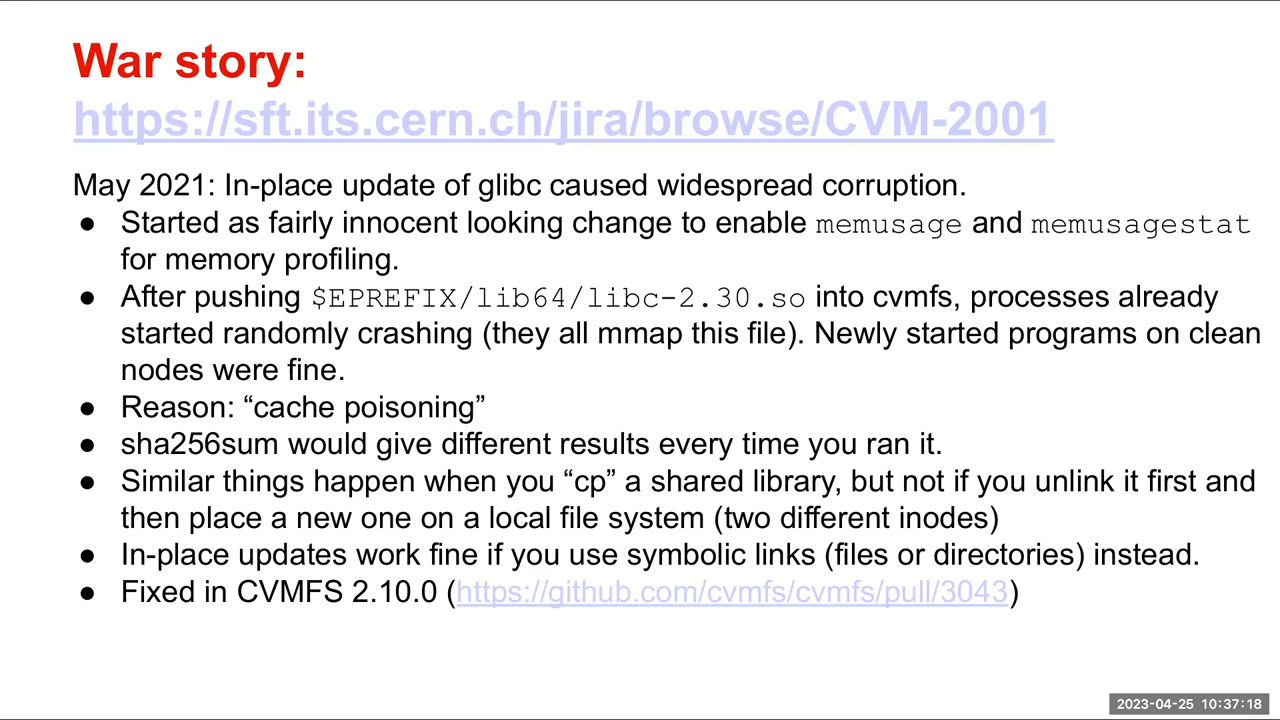 War story:
https://sft.its.cern.ch/jira/browse/CVM-2001
May 2021: In-place update of glibc caused widespread corruption.
● Started as fairly innocent looking change to enable memusage and memusagestat
for memory profiling.
● After pushing $EPREFIX/lib64/libc-2.30.so into cvmfs, processes already
started randomly crashing (they all mmap this file). Newly started programs on clean
nodes were fine.
● Reason: “cache poisoning”
● sha256sum would give different results every time you ran it.
● Similar things happen when you “cp” a shared library, but not if you unlink it first and
then place a new one on a local file system (two different inodes)
● In-place updates work fine if you use symbolic links (files or directories) instead.
● Fixed in CVMFS 2.10.0 (https://github.com/cvmfs/cvmfs/pull/3043)
2023-04-25 10:37:18